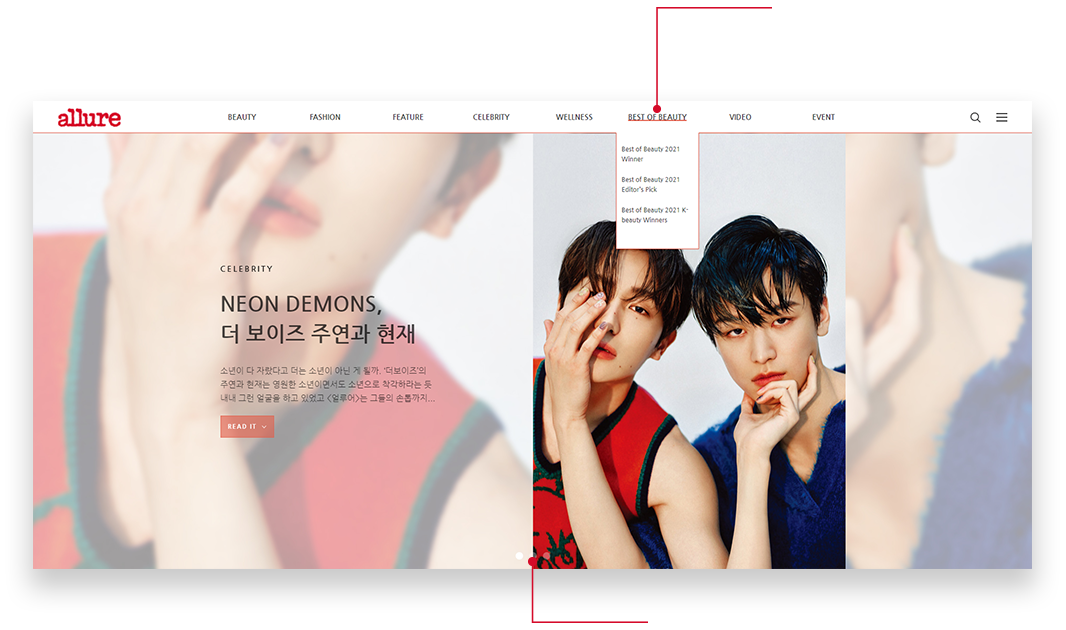 allure
BEAUTY
FASHION
FEATURE
CELEBRITY
WELLNESS
BEST OF BEAUTY
VIDEO
EVENT
Best of Beauty 2021
Winner
Best of Beauty 2021
Editor's Pick
Best of Beauty 2021 K-
beauty Winners
CELEBRITY
NEON DEMONS,
더 보이즈 주연과 현재
소년이 다 자랐다고 더는 소년이 아닌 게 될까. '더보이즈'의
주연과 현재는 영원한 소년이면서도 소년으로 착각하라는 듯
내내 그런 얼굴을 하고 있었고 <얼루어>는 그들의 손톱까지...
READ IT